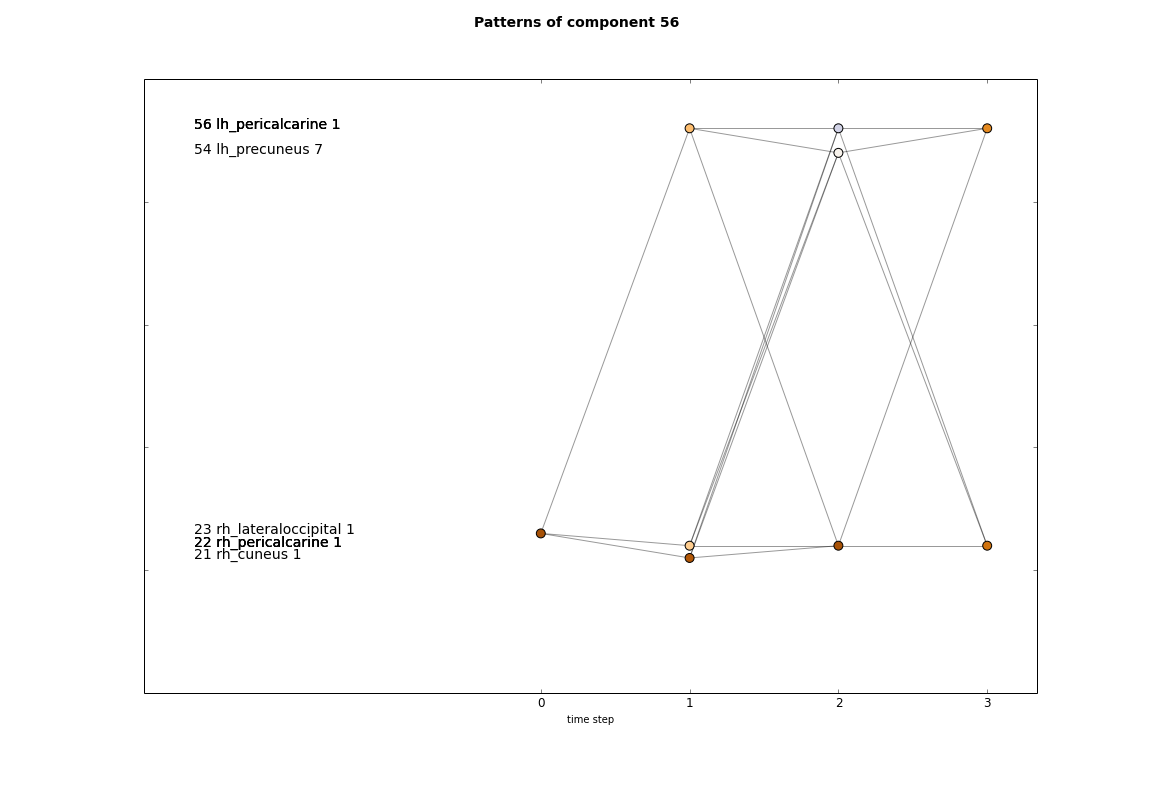 Patterns of component 56
56 lh_pericalcarine 1
54 lh_precuneus 7
23 rh_lateraloccipital 1
22 rh_pericalcarine 1
21 rh_cuneus 1
0 1 2 3
time step